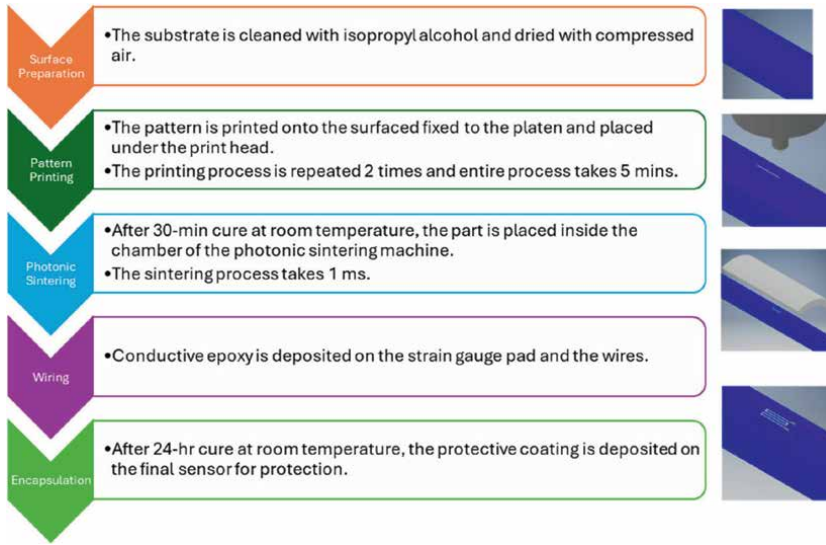 Surface
Preparation
•The substrate is cleaned with isopropyl alcohol and dried with compressed
air.
Pattern
Printing
•The pattern is printed onto the surfaced fixed to the platen and placed
under the print head.
•The printing process is repeated 2 times and entire process takes 5 mins.
Photonic
Sintering
•After 30-min cure at room temperature, the part is placed inside the
chamber of the photonic sintering machine.
•The sintering process takes 1 ms.
Wiring
•Conductive epoxy is deposited on the strain gauge pad and the wires.
Encapsulation
•After 24-hr cure at room temperature, the protective coating is deposited on
the final sensor for protection.